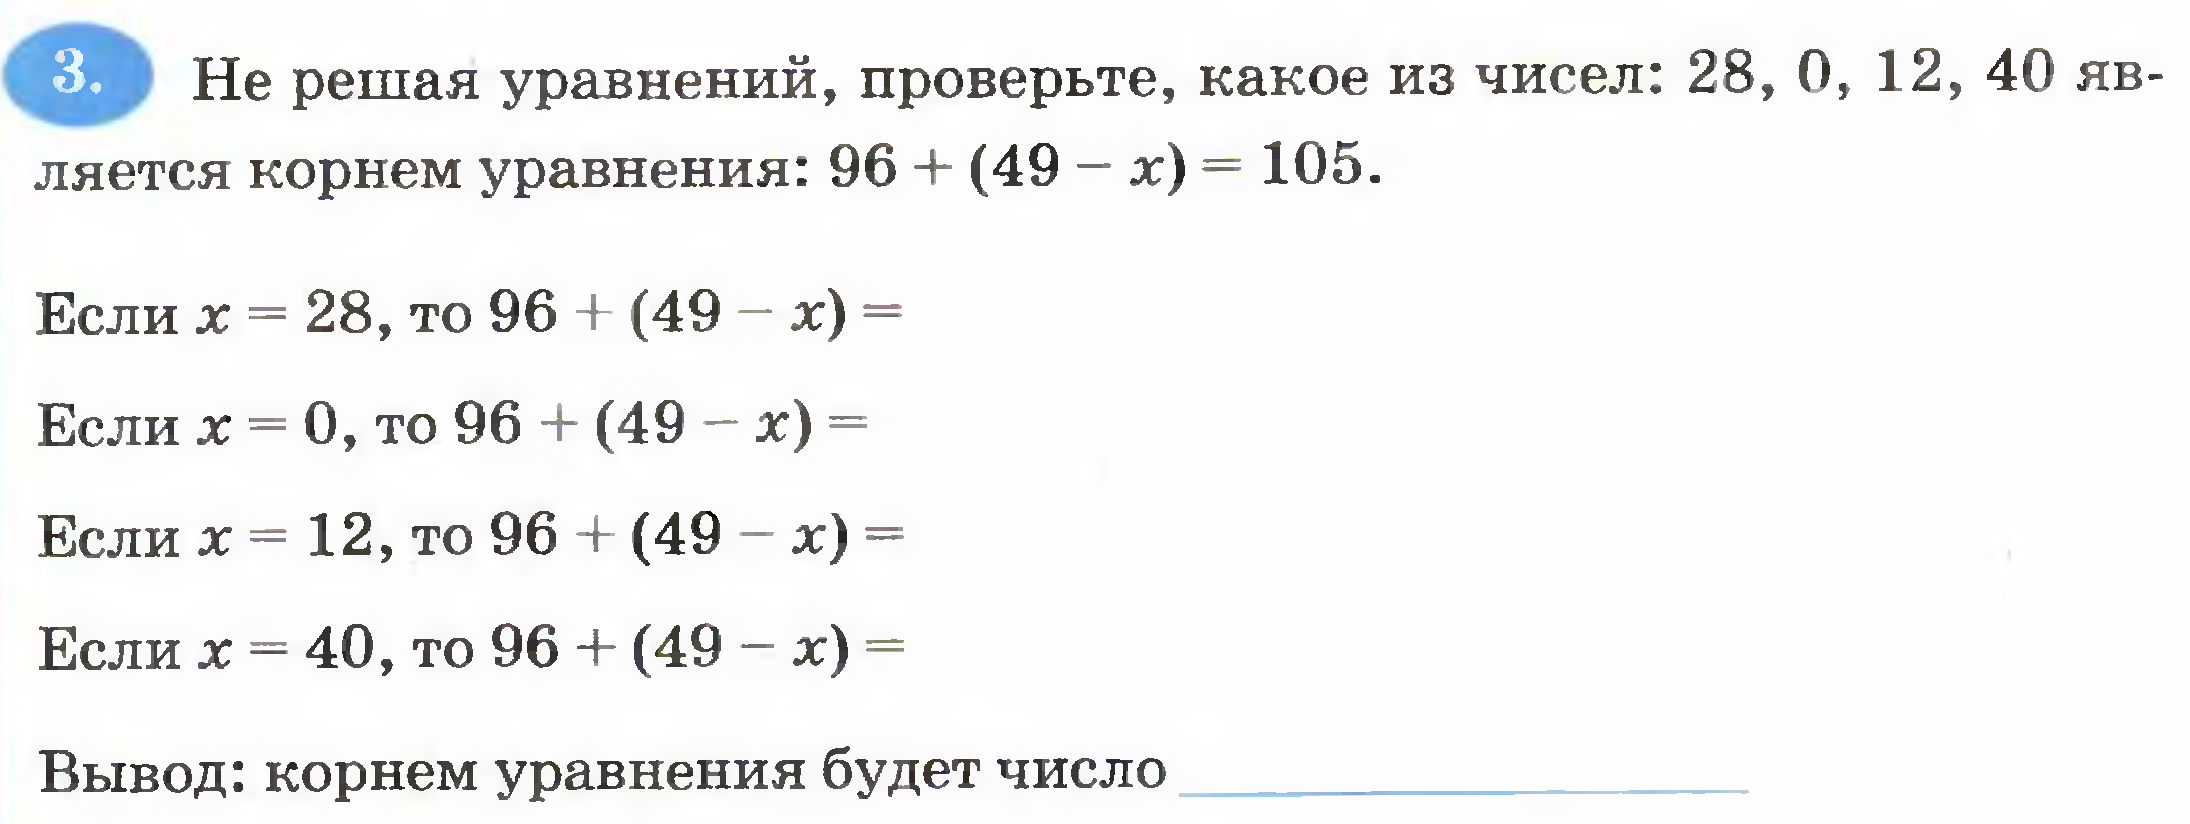 3. Не решая уравнений, проверьте, какое из чисел: 28, 0, 12, 40 яв-
ляется корнем уравнения: 96 + (49 − x) = 105.
Если x = 28, то 96 + (49 − x) =
Если x = 0, то 96 + (49 − x) =
Если x = 12, то 96 + (49 − x) =
Если x = 40, то 96 + (49 − x) =
Вывод: корнем уравнения будет число